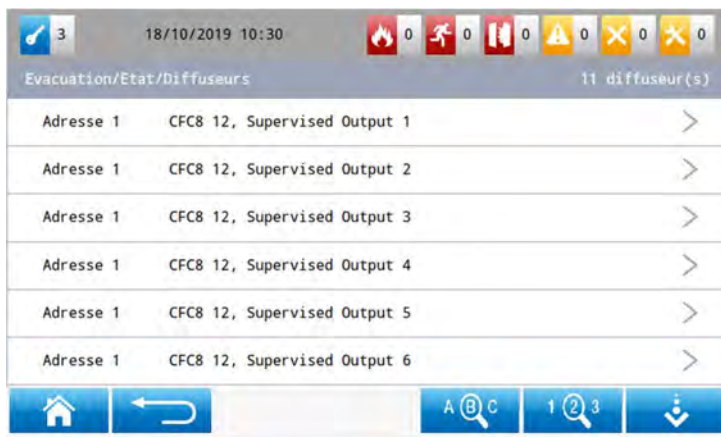 3 18/10/2019 10:30 0 0 0 0 0 0
Evacuation/Etat/Diffuseurs 11 diffuseur(s)
Adresse 1 CFC8 12, Supervised Output 1
Adresse 1 CFC8 12, Supervised Output 2
Adresse 1 CFC8 12, Supervised Output 3
Adresse 1 CFC8 12, Supervised Output 4
Adresse 1 CFC8 12, Supervised Output 5
Adresse 1 CFC8 12, Supervised Output 6
A B C 1 2 3